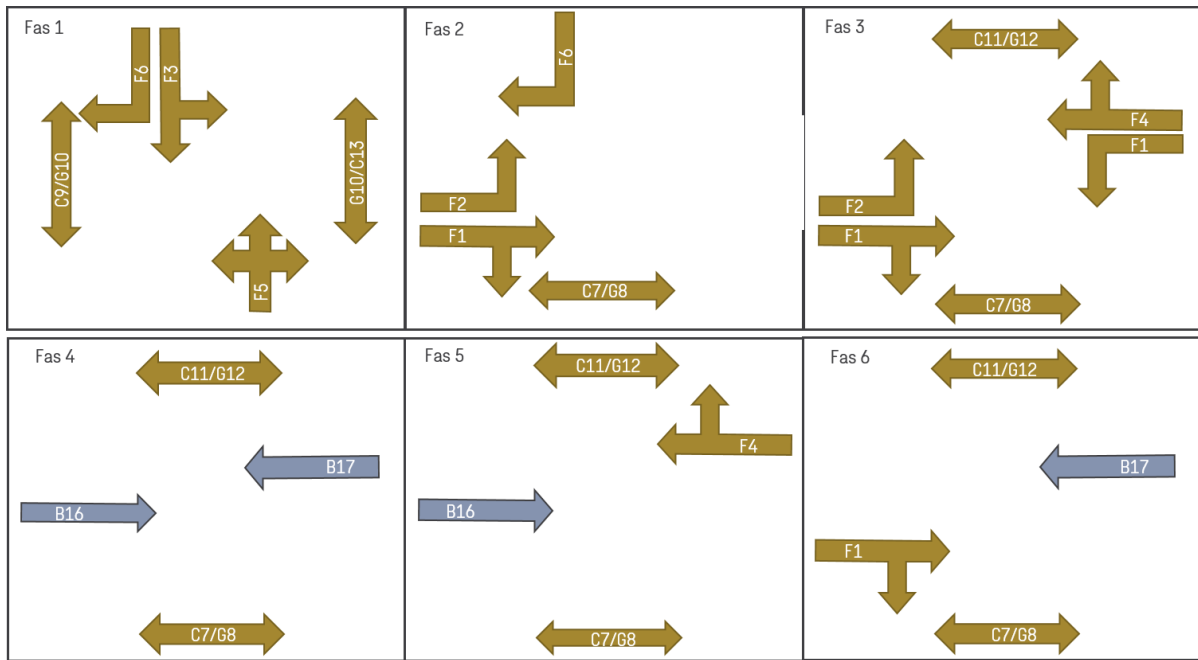 Fas 1
F6
F3
C9/G10
G10/C13
F5
Fas 2
F6
F2
F1
C7/G8
Fas 3
C11/G12
F4
F1
F2
F1
C7/G8
Fas 4
C11/G12
B17
B16
C7/G8
Fas 5
C11/G12
F4
B16
C7/G8
Fas 6
C11/G12
B17
F1
C7/G8